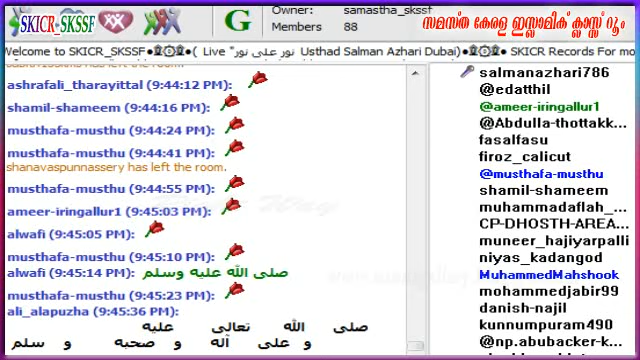 SKICR_SKSSF
G
Owner: samastha_skssf
Members 88
സമസ്ത കേരള ഇസ്ലാമിക് ക്ലാസ്സ് റൂം
Welcome to SKICR_SKSSF●۩۞۩●( Live "نور على نور" Usthad Salman Azhari Dubai)●۩۞۩● SKICR Records For mo
has left the room.
ashrafali_tharayittal (9:44:12 PM):
shamil-shameem (9:44:16 PM):
musthafa-musthu (9:44:24 PM):
musthafa-musthu (9:44:41 PM):
shanavaspunnassery has left the room.
musthafa-musthu (9:44:55 PM):
ameer-iringallur1 (9:45:03 PM):
alwafi (9:45:05 PM):
musthafa-musthu (9:45:10 PM):
alwafi (9:45:14 PM): صلى الله عليه وسلم
musthafa-musthu (9:45:23 PM):
ali_alapuzha (9:45:36 PM):
صلى الله تعالى عليه
و على آله و صحبه و سلم
salmanazhari786
@edatthil
@ameer-iringallur1
@Abdulla-thottakk...
fasalfasu
firoz_calicut
@musthafa-musthu
shamil-shameem
muhammadaflah_...
CP-DHOSTH-AREA...
muneer_hajiyarpalli
niyas_kadangod
MuhammedMahshook
mohammedjabir99
danish-najil
kunnumpuram490
@np.abubacker-k...